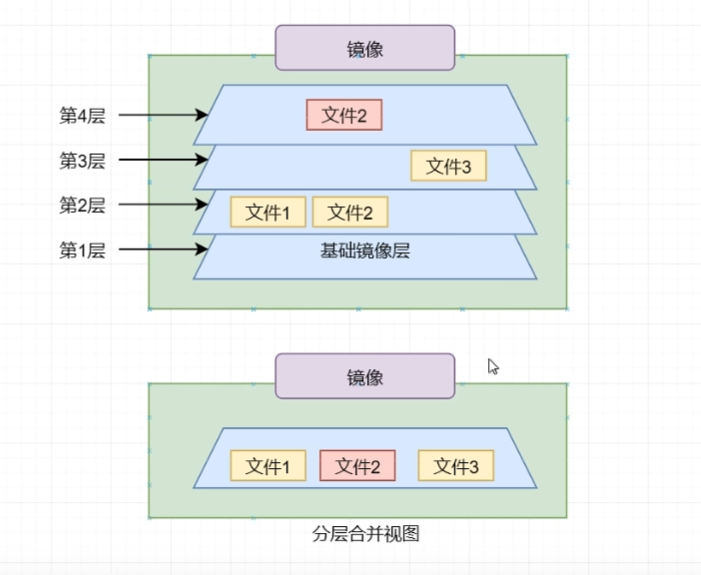 镜像
第4层
文件2
第3层
文件3
第2层
文件1 文件2
第1层
基础镜像层
镜像
文件1 文件2 文件3
分层合并视图